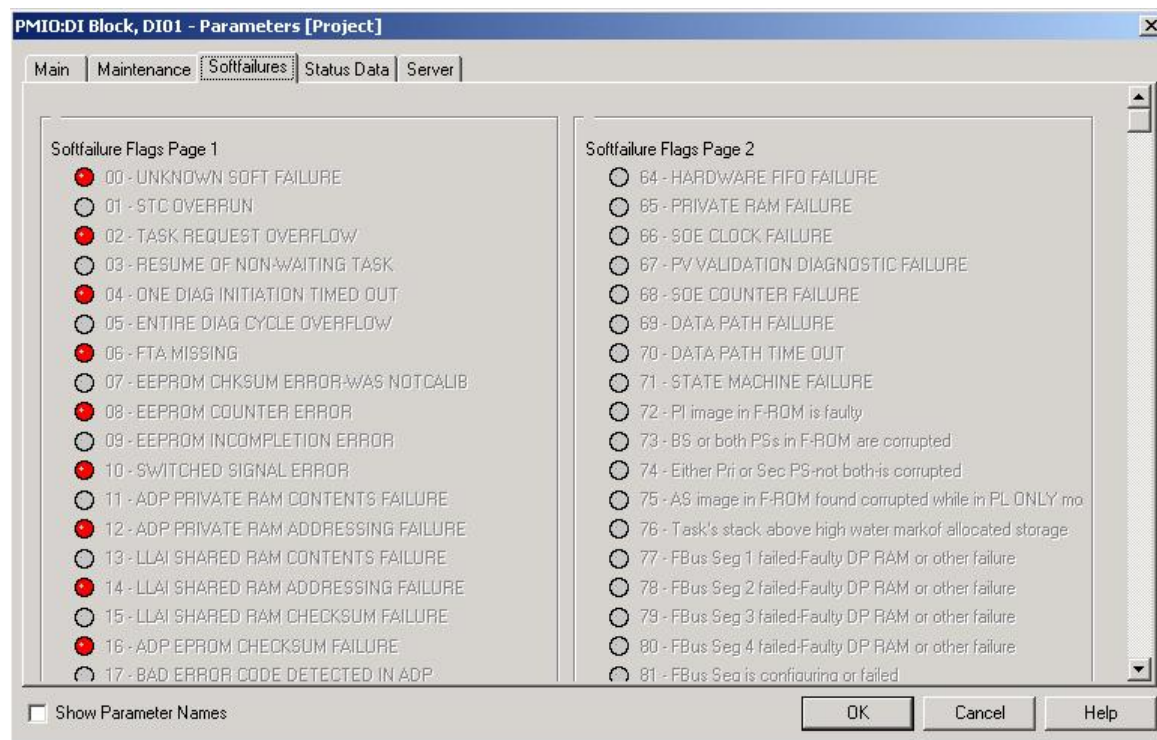 PMIO:DI Block, DI01 - Parameters [Project]
Main
Maintenance
Softfailures
Status Data
Server
Softfailure Flags Page 1
00 - UNKNOWN SOFT FAILURE
01 - STC OVERRUN
02 - TASK REQUEST OVERFLOW
03 - RESUME OF NON-WAITING TASK
04 - ONE DIAG INITIATION TIMED OUT
05 - ENTIRE DIAG CYCLE OVERFLOW
06 - FTA MISSING
07 - EEPROM CHKSUM ERROR-WAS NOTCALIB
08 - EEPROM COUNTER ERROR
09 - EEPROM INCOMPLETION ERROR
10 - SWITCHED SIGNAL ERROR
11 - ADP PRIVATE RAM CONTENTS FAILURE
12 - ADP PRIVATE RAM ADDRESSING FAILURE
13 - LLAI SHARED RAM CONTENTS FAILURE
14 - LLAI SHARED RAM ADDRESSING FAILURE
15 - LLAI SHARED RAM CHECKSUM FAILURE
16 - ADP EPROM CHECKSUM FAILURE
17 - BAD ERROR CODE DETECTED IN ADP
Softfailure Flags Page 2
64 - HARDWARE FIFO FAILURE
65 - PRIVATE RAM FAILURE
66 - SOE CLOCK FAILURE
67 - PV VALIDATION DIAGNOSTIC FAILURE
68 - SOE COUNTER FAILURE
69 - DATA PATH FAILURE
70 - DATA PATH TIME OUT
71 - STATE MACHINE FAILURE
72 - PI image in F-ROM is faulty
73 - BS or both PSs in F-ROM are corrupted
74 - Either Pri or Sec PS-not both-is corrupted
75 - AS image in F-ROM found corrupted while in PL ONLY mo
76 - Task's stack above high water markof allocated storage
77 - FBus Seg 1 failed-Faulty DP RAM or other failure
78 - FBus Seg 2 failed-Faulty DP RAM or other failure
79 - FBus Seg 3 failed-Faulty DP RAM or other failure
80 - FBus Seg 4 failed-Faulty DP RAM or other failure
81 - FBus Seg is configuring or failed
Show Parameter Names
OK
Cancel
Help